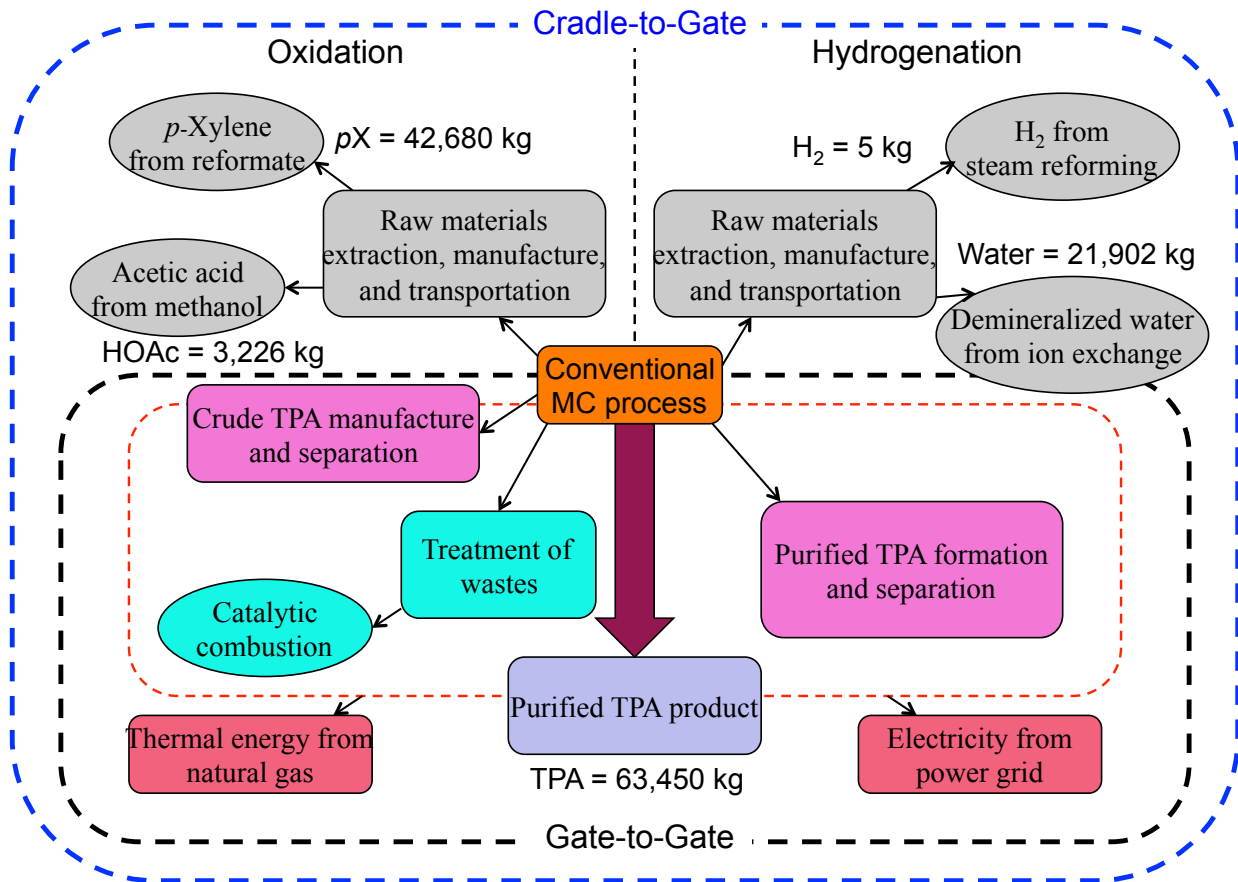 Cradle-to-Gate
Oxidation
Hydrogenation
p-Xylene
from reformate
pX = 42,680 kg
H₂ = 5 kg
H₂ from
steam reforming
Raw materials
extraction, manufacture,
and transportation
Raw materials
extraction, manufacture,
and transportation
Acetic acid
from methanol
HOAc = 3,226 kg
Water = 21,902 kg
Demineralized water
from ion exchange
Conventional
MC process
Crude TPA manufacture
and separation
Treatment of
wastes
Catalytic
combustion
Purified TPA formation
and separation
Purified TPA product
TPA = 63,450 kg
Thermal energy from
natural gas
Electricity from
power grid
Gate-to-Gate